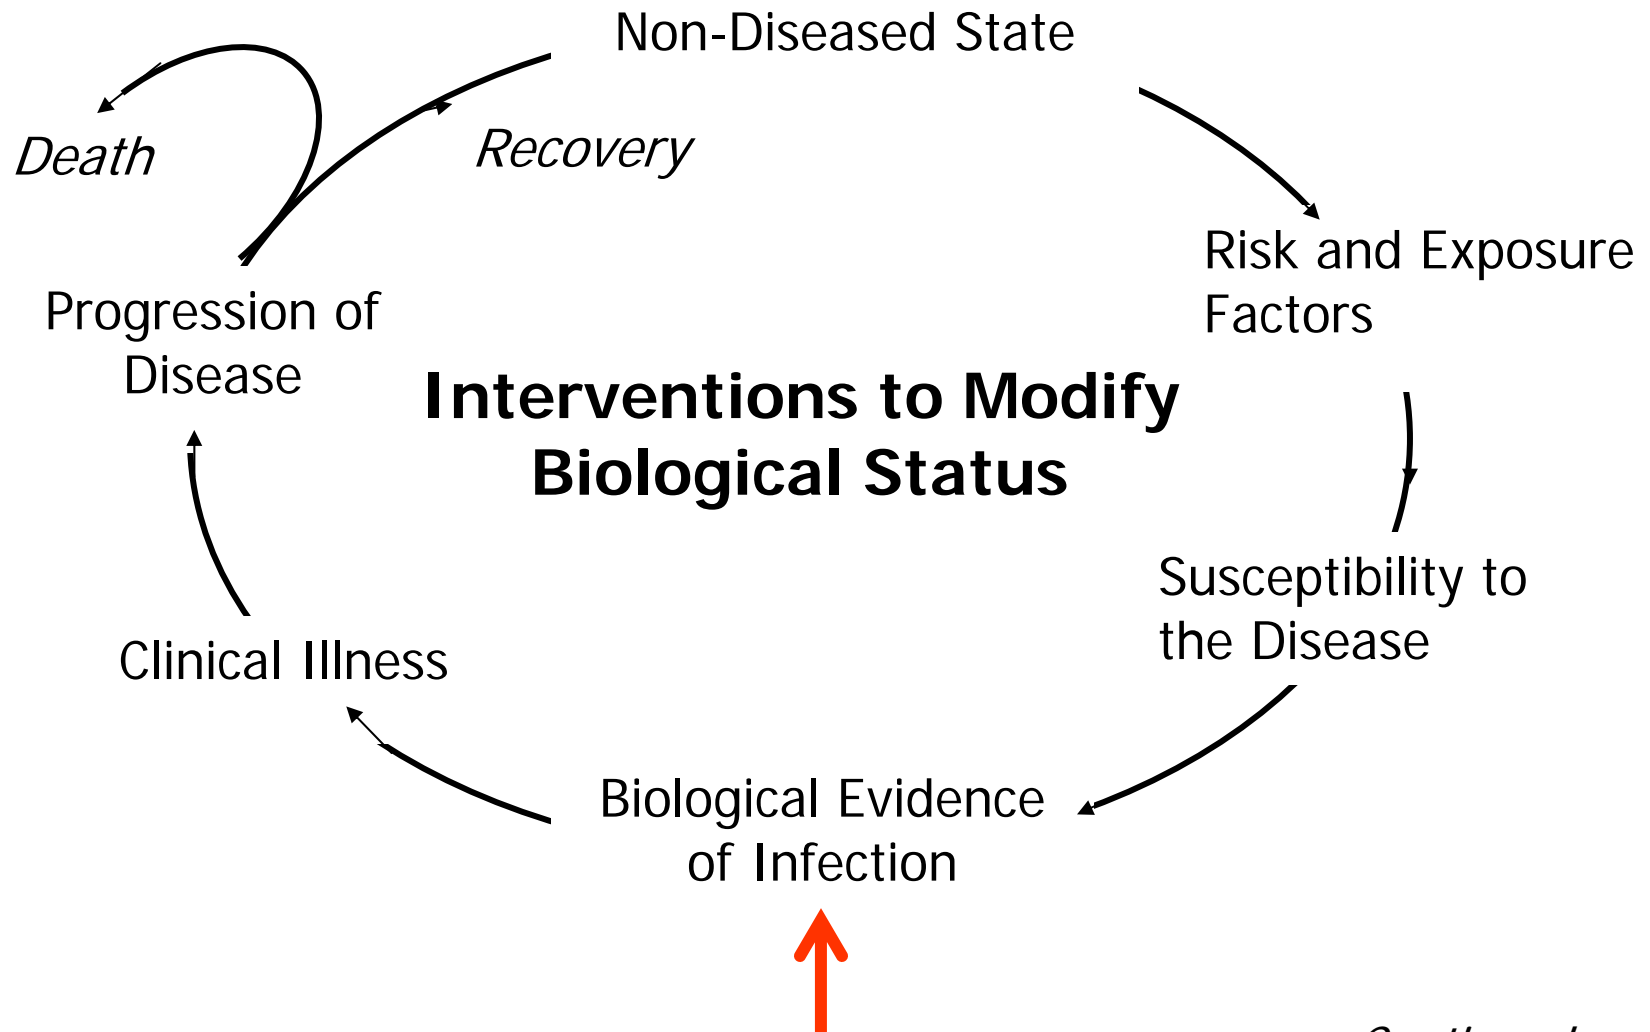 Non-Diseased State
Death
Recovery
Risk and Exposure
Factors
Progression of
Disease
Interventions to Modify
Biological Status
Susceptibility to
the Disease
Clinical Illness
Biological Evidence
of Infection